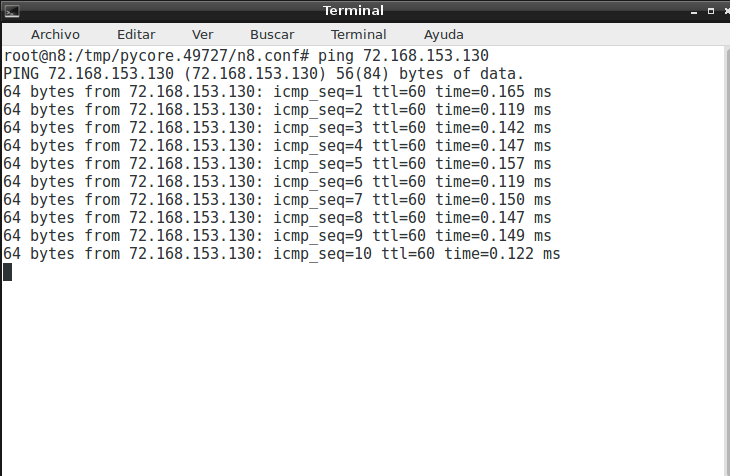 Terminal
Archivo Editar Ver Buscar Terminal Ayuda
root@n8:/tmp/pycore.49727/n8.conf# ping 72.168.153.130
PING 72.168.153.130 (72.168.153.130) 56(84) bytes of data.
64 bytes from 72.168.153.130: icmp_seq=1 ttl=60 time=0.165 ms
64 bytes from 72.168.153.130: icmp_seq=2 ttl=60 time=0.119 ms
64 bytes from 72.168.153.130: icmp_seq=3 ttl=60 time=0.142 ms
64 bytes from 72.168.153.130: icmp_seq=4 ttl=60 time=0.147 ms
64 bytes from 72.168.153.130: icmp_seq=5 ttl=60 time=0.157 ms
64 bytes from 72.168.153.130: icmp_seq=6 ttl=60 time=0.119 ms
64 bytes from 72.168.153.130: icmp_seq=7 ttl=60 time=0.150 ms
64 bytes from 72.168.153.130: icmp_seq=8 ttl=60 time=0.147 ms
64 bytes from 72.168.153.130: icmp_seq=9 ttl=60 time=0.149 ms
64 bytes from 72.168.153.130: icmp_seq=10 ttl=60 time=0.122 ms